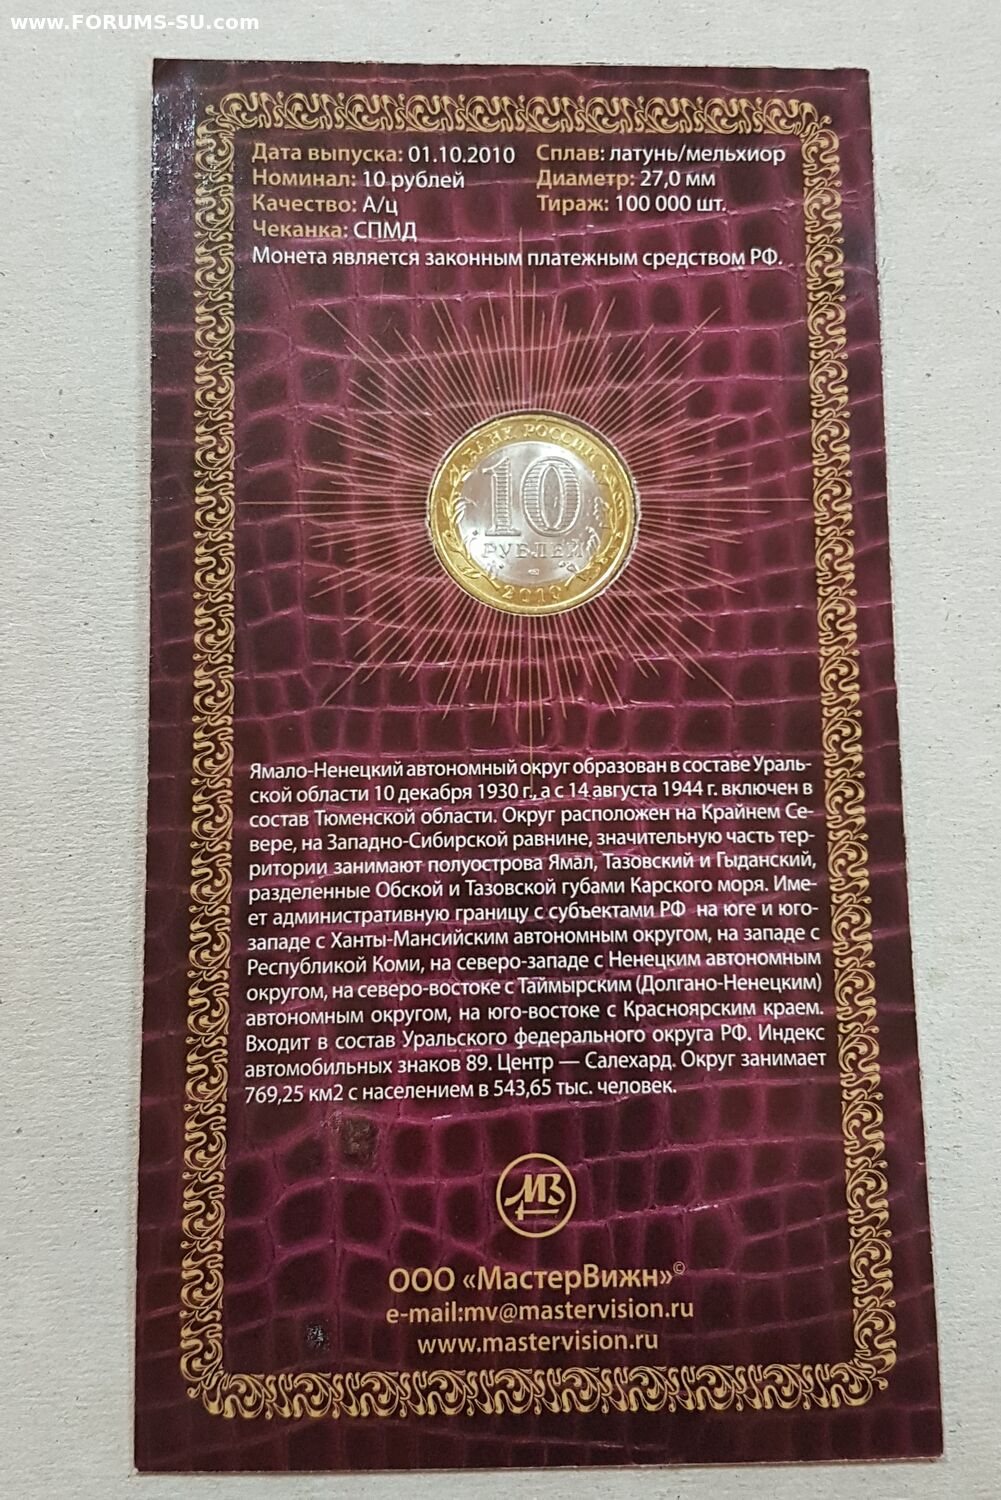 www.FORUMS-SU.com
Дата выпуска: 01.10.2010 Сплав: латунь/мельхиор
Номинал: 10 рублей Диаметр: 27,0 мм
Качество: А/ц Тираж: 100 000 шт.
Чеканка: СПМД
Монета является законным платежным средством РФ.
БАНК РОССИИ
10
РУБЛЕЙ
2010
Ямало-Ненецкий автономный округ образован в составе Ураль-
ской области 10 декабря 1930 г., а с 14 августа 1944 г. включен в
состав Тюменской области. Округ расположен на Крайнем Се-
вере, на Западно-Сибирской равнине, значительную часть тер-
ритории занимают полуострова Ямал, Тазовский и Гыданский,
разделенные Обской и Тазовской губами Карского моря. Име-
ет административную границу с субъектами РФ на юге и юго-
западе с Ханты-Мансийским автономным округом, на западе с
Республикой Коми, на северо-западе с Ненецким автономным
округом, на северо-востоке с Таймырским (Долгано-Ненецким)
автономным округом, на юго-востоке с Красноярским краем.
Входит в состав Уральского федерального округа РФ. Индекс
автомобильных знаков 89. Центр — Салехард. Округ занимает
769,25 км2 с населением в 543,65 тыс. человек.
МВ
ООО «МастерВижн»©
e-mail:mv@mastervision.ru
www.mastervision.ru